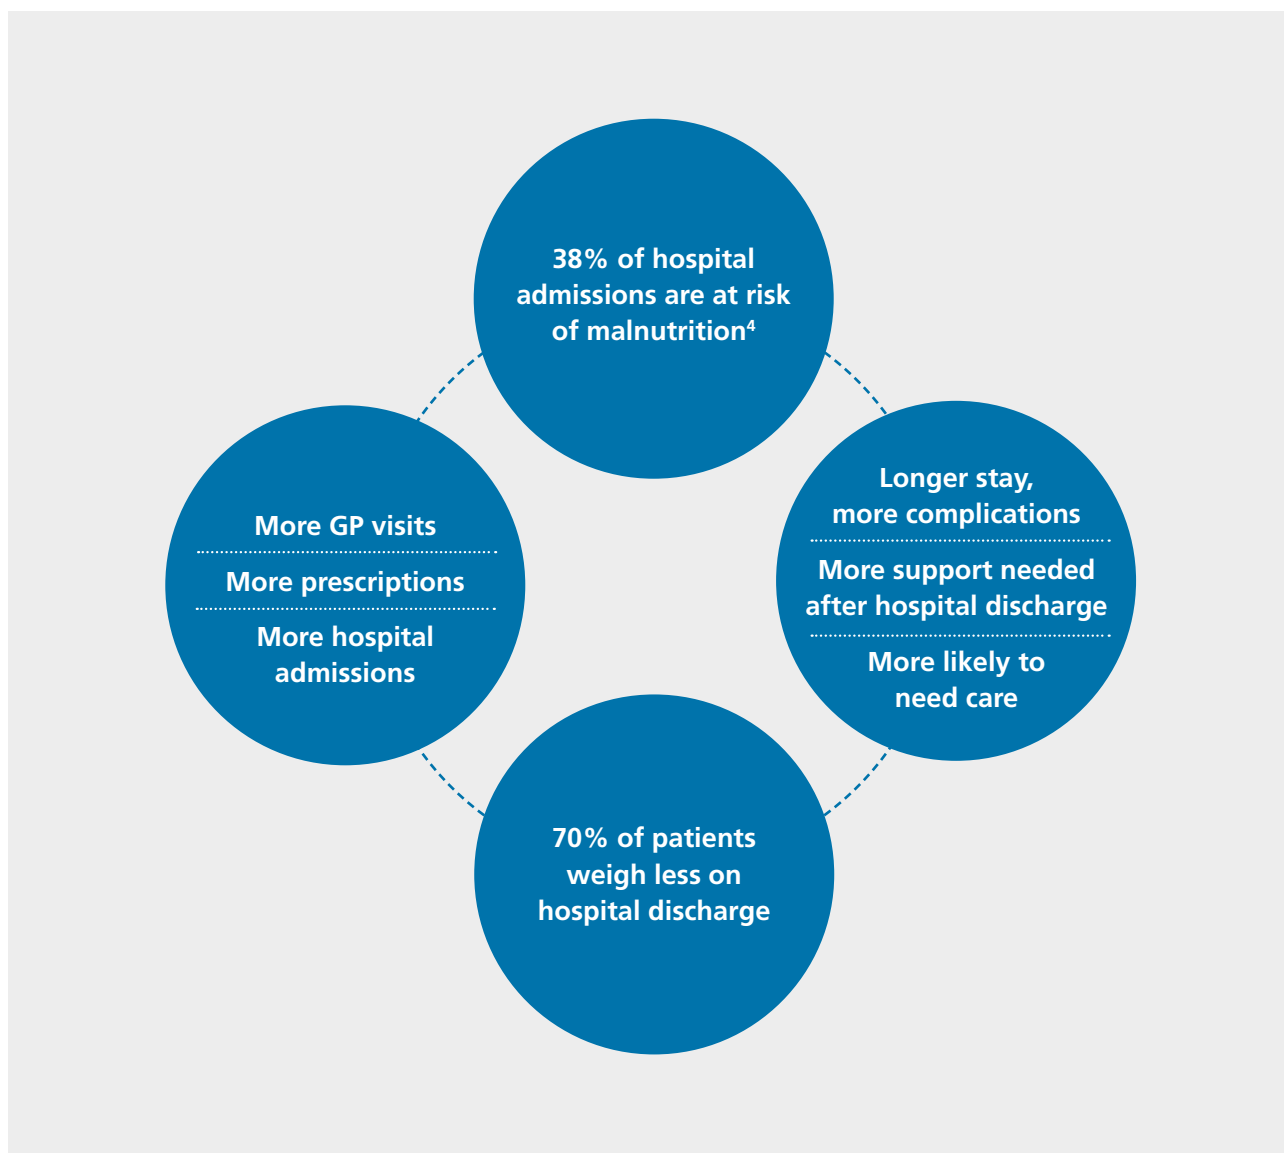 38% of hospital
admissions are at risk
of malnutrition⁴
Longer stay,
more complications
More support needed
after hospital discharge
More likely to
need care
70% of patients
weigh less on
hospital discharge
More GP visits
More prescriptions
More hospital
admissions